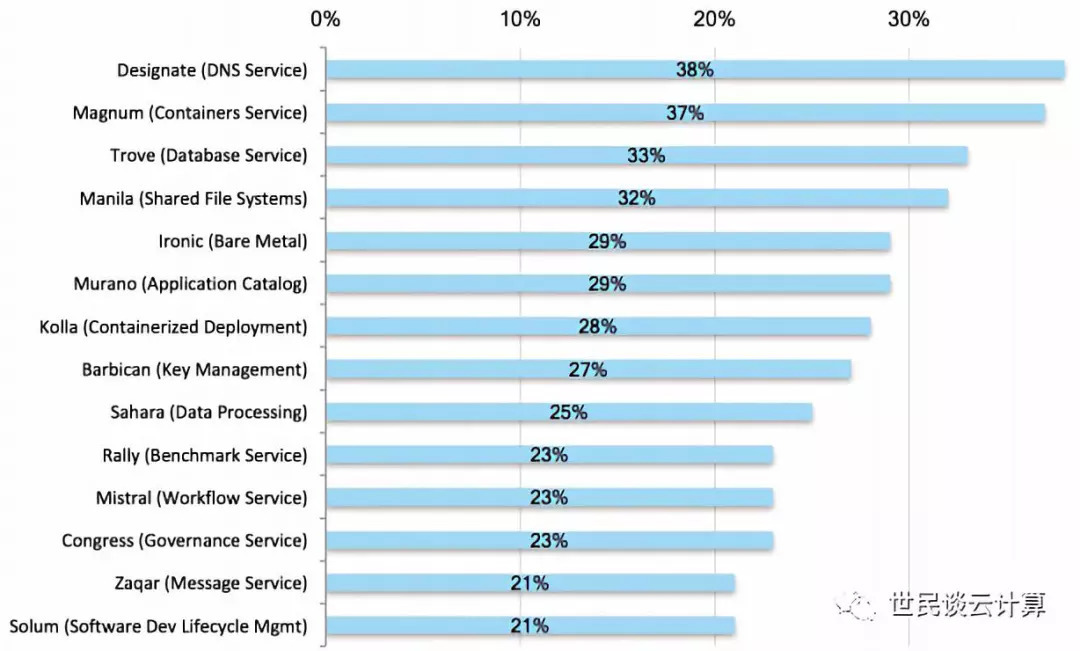 0% 10% 20% 30%
Designate (DNS Service) 38%
Magnum (Containers Service) 37%
Trove (Database Service) 33%
Manila (Shared File Systems) 32%
Ironic (Bare Metal) 29%
Murano (Application Catalog) 29%
Kolla (Containerized Deployment) 28%
Barbican (Key Management) 27%
Sahara (Data Processing) 25%
Rally (Benchmark Service) 23%
Mistral (Workflow Service) 23%
Congress (Governance Service) 23%
Zaqar (Message Service) 21%
Solum (Software Dev Lifecycle Mgmt) 21%
世民谈云计算